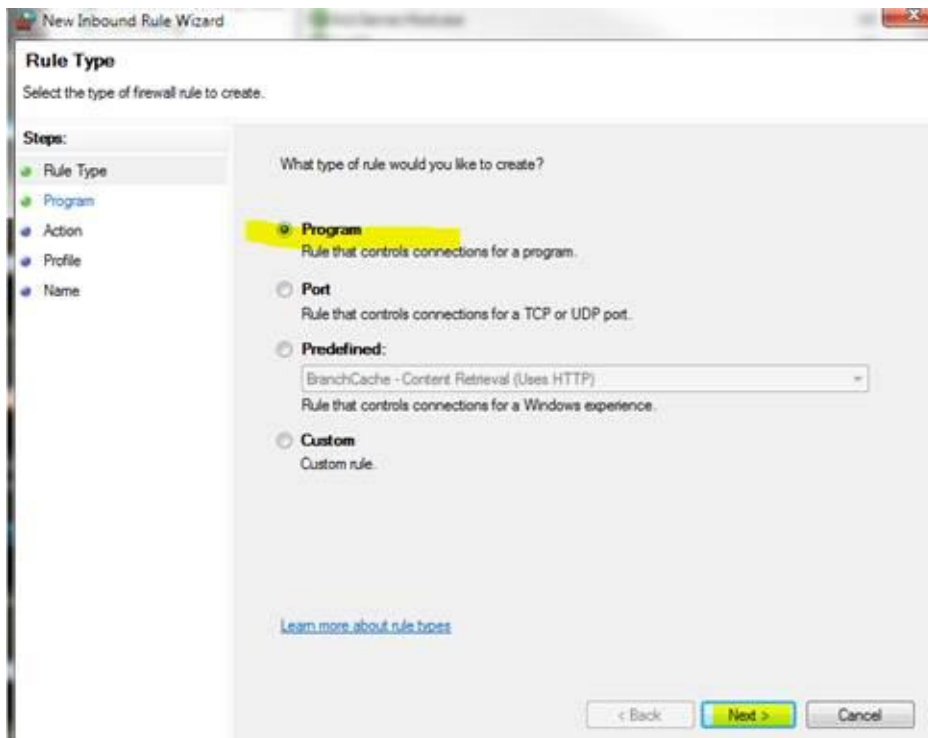 New Inbound Rule Wizard
Rule Type
Select the type of firewall rule to create.
Steps:
Rule Type
Program
Action
Profile
Name
What type of rule would you like to create?
Program
Rule that controls connections for a program.
Port
Rule that controls connections for a TCP or UDP port.
Predefined:
BranchCache - Content Retrieval (Uses HTTP)
Rule that controls connections for a Windows experience.
Custom
Custom rule.
Learn more about rule types
< Back Next > Cancel